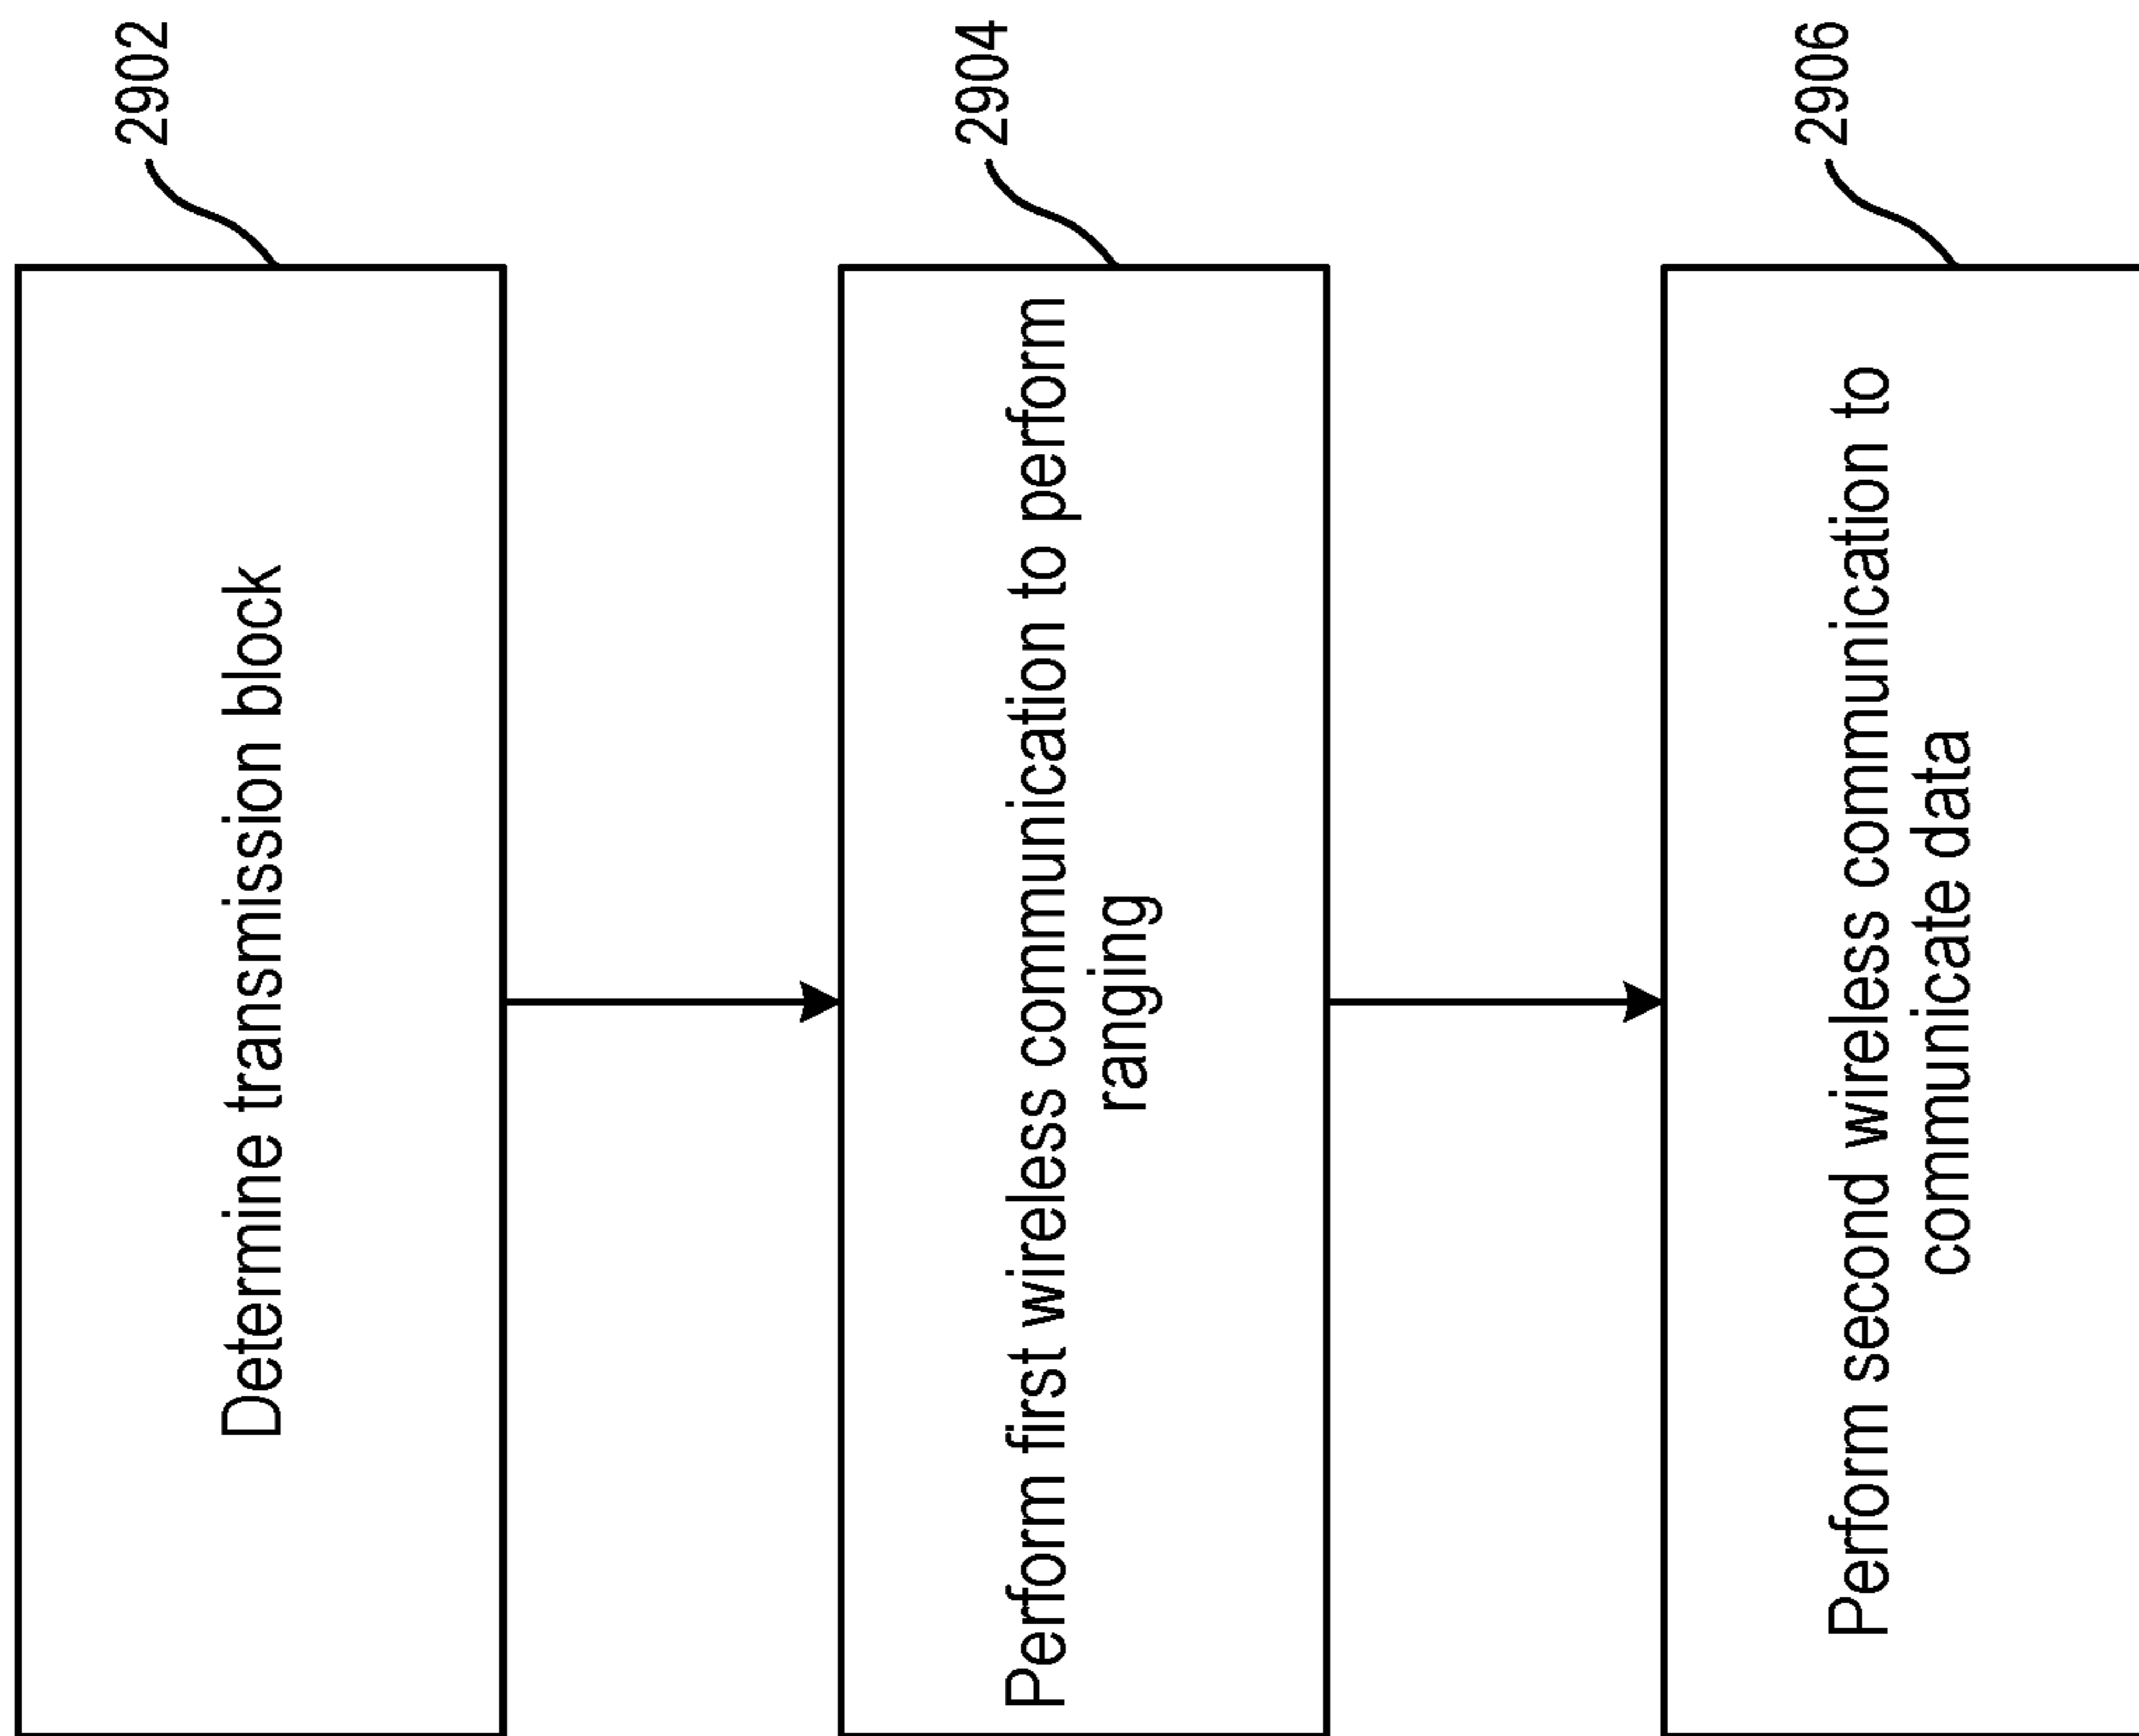 2902
Determine transmission block
2904
Perform first wireless communication to perform
ranging
2906
Perform second wireless communication to
communicate data